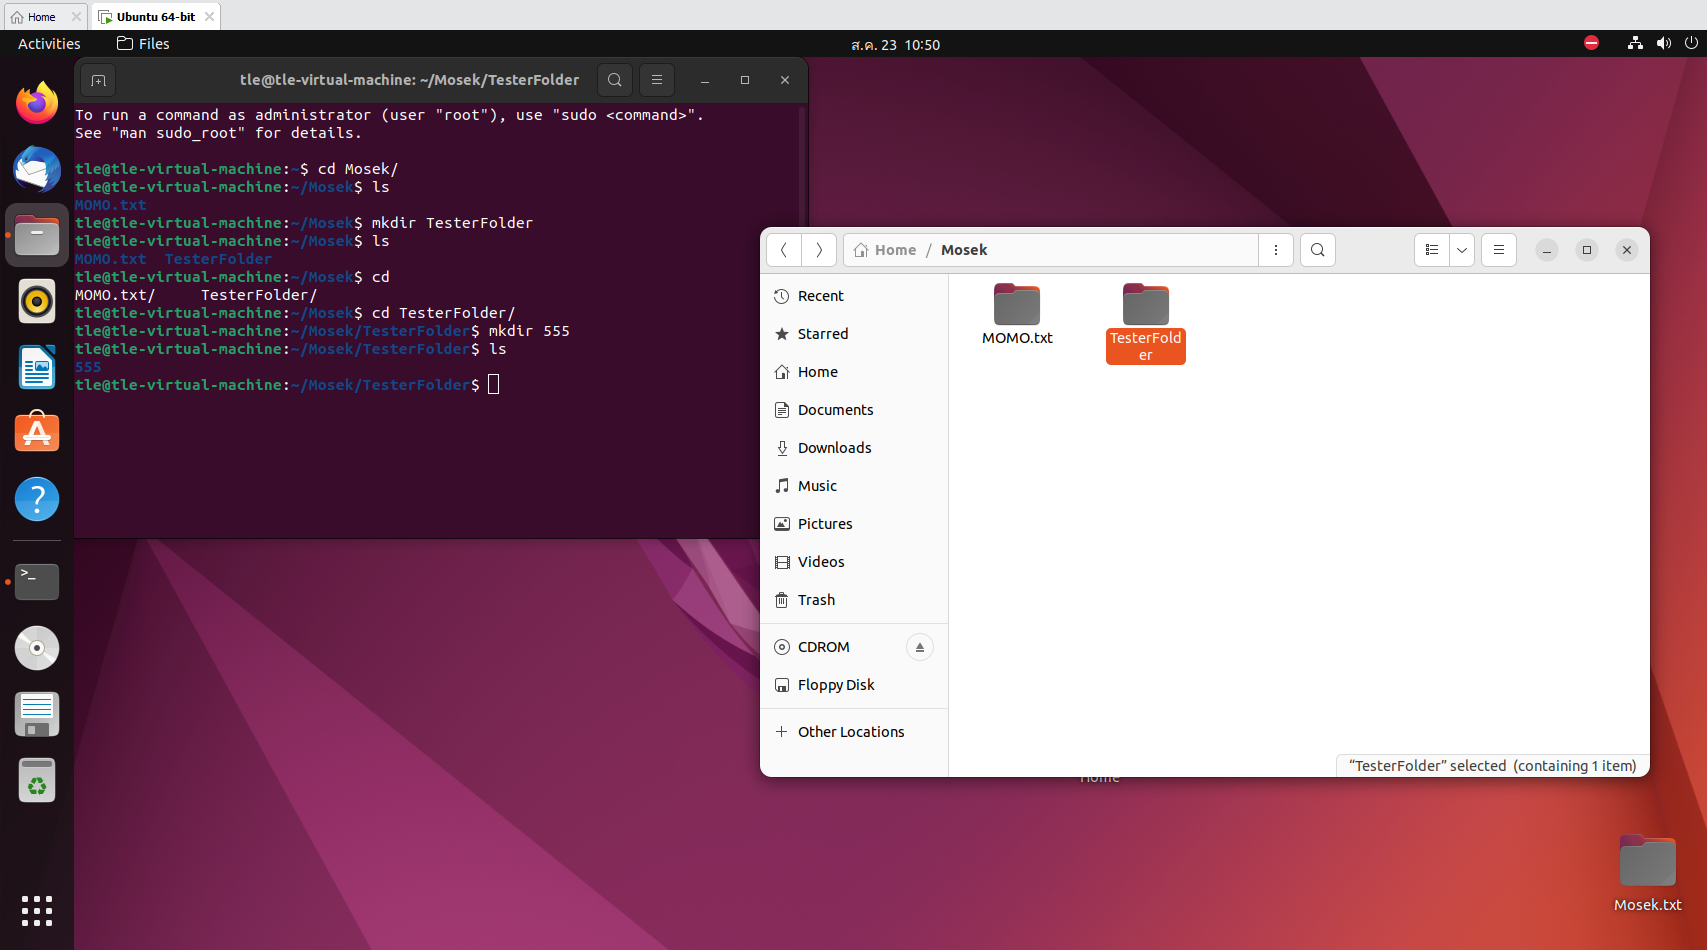 Home
Ubuntu 64-bit
Activities
Files
ส.ค. 23 10:50
tle@tle-virtual-machine: ~/Mosek/TesterFolder
To run a command as administrator (user "root"), use "sudo <command>".
See "man sudo_root" for details.
tle@tle-virtual-machine:~$ cd Mosek/
tle@tle-virtual-machine:~/Mosek$ ls
MOMO.txt
tle@tle-virtual-machine:~/Mosek$ mkdir TesterFolder
tle@tle-virtual-machine:~/Mosek$ ls
MOMO.txt  TesterFolder
tle@tle-virtual-machine:~/Mosek$ cd
MOMO.txt/     TesterFolder/
tle@tle-virtual-machine:~/Mosek$ cd TesterFolder/
tle@tle-virtual-machine:~/Mosek/TesterFolder$ mkdir 555
tle@tle-virtual-machine:~/Mosek/TesterFolder$ ls
555
tle@tle-virtual-machine:~/Mosek/TesterFolder$
Home / Mosek
Recent
Starred
Home
Documents
Downloads
Music
Pictures
Videos
Trash
CDROM
Floppy Disk
+ Other Locations
MOMO.txt
TesterFold
er
“TesterFolder” selected (containing 1 item)
Home
Mosek.txt